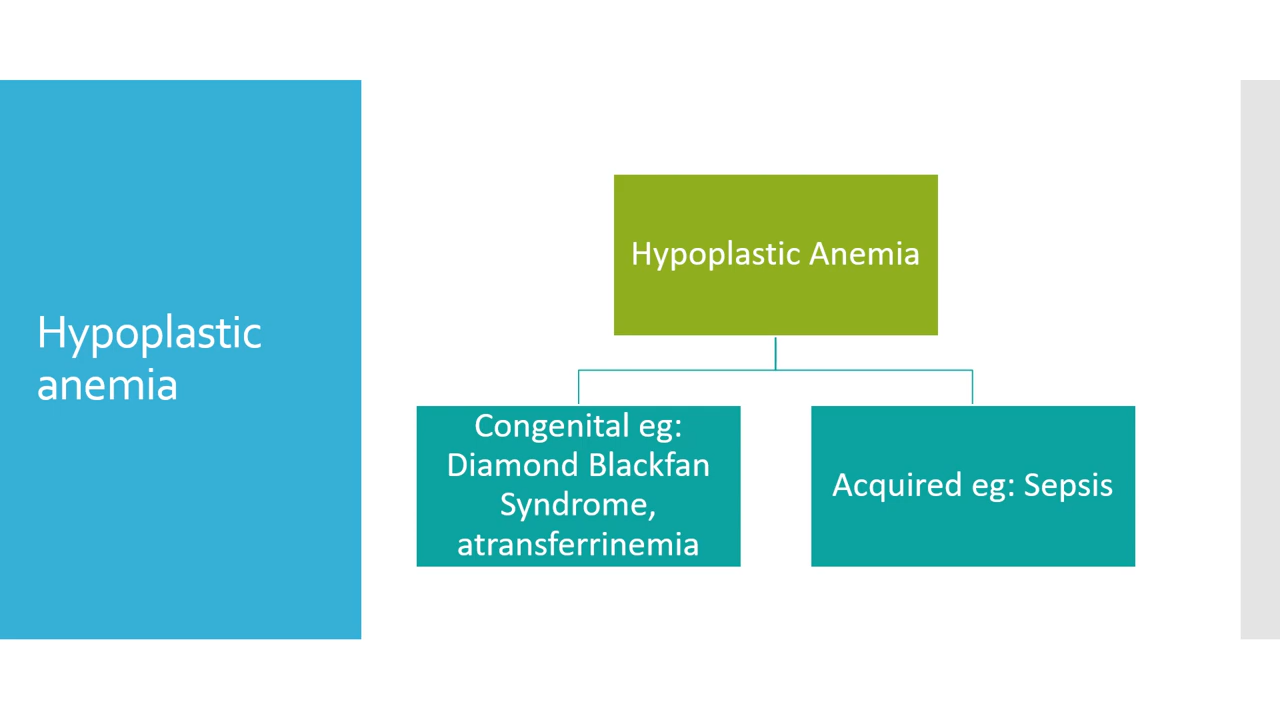 Hypoplastic
anemia
Hypoplastic Anemia
Congenital eg:
Diamond Blackfan
Syndrome,
atransferrinemia
Acquired eg: Sepsis